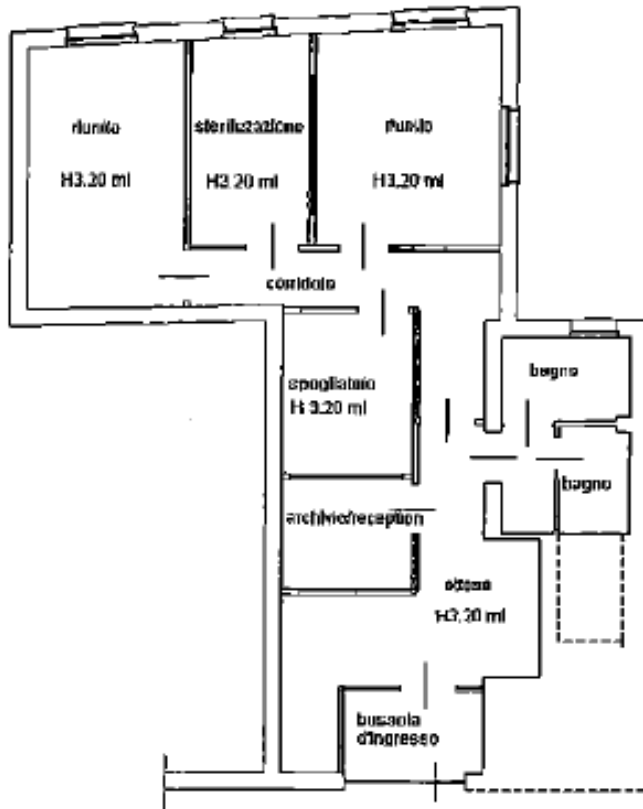 riunito
H3.20 ml
sterilizzazione
H3.20 ml
riunito
H3.20 ml
corridoio
spogliatoio
H 3.20 ml
bagno
bagno
archivio/reception
attesa
H3.20 ml
bussola
d'ingresso